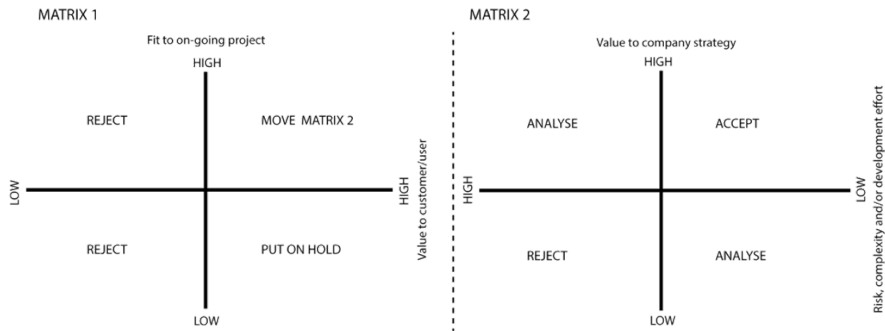 MATRIX 1
Fit to on-going project
HIGH
REJECT
MOVE MATRIX 2
LOW
HIGH
Value to customer/user
REJECT
PUT ON HOLD
LOW
MATRIX 2
Value to company strategy
HIGH
ANALYSE
ACCEPT
HIGH
LOW
Risk, complexity and/or development effort
REJECT
ANALYSE
LOW